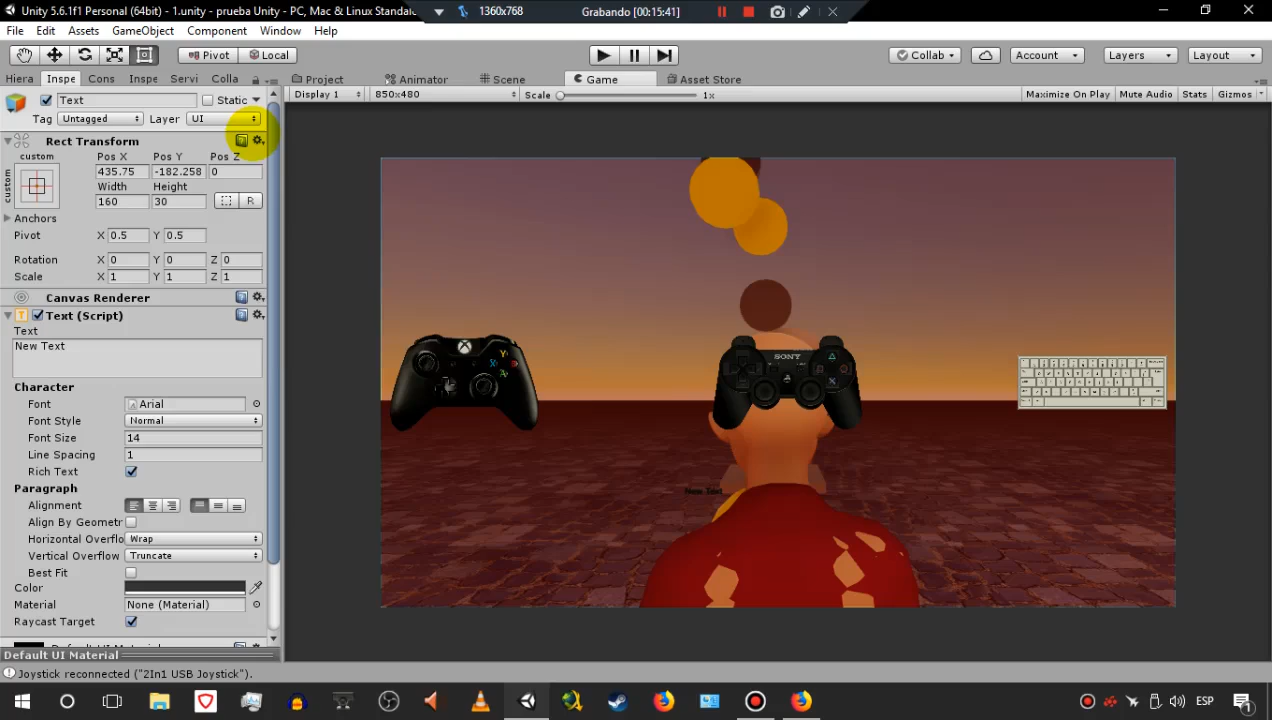 Unity 5.6.1f1 Personal (64bit) - 1.unity - prueba Unity - PC, Mac & Linux Standalo
1360x768
Grabando [00:15:41]
File Edit Assets GameObject Component Window Help
Pivot Local
Collab
Account
Layers
Layout
Hiera Inspe Cons Inspe Servi Colla
Project Animator Scene Game Asset Store
Display 1 850x480 Scale 1x
Maximize On Play Mute Audio Stats Gizmos
Text Static
Tag Untagged Layer UI
Rect Transform
custom Pos X Pos Y Pos Z
custom
435.75 -182.258 0
Width Height
160 30 R
Anchors
Pivot X 0.5 Y 0.5
Rotation X 0 Y 0 Z 0
Scale X 1 Y 1 Z 1
Canvas Renderer
Text (Script)
Text
New Text
Character
Font Arial
Font Style Normal
Font Size 14
Line Spacing 1
Rich Text
Paragraph
Alignment
Align By Geometr
Horizontal Overflo Wrap
Vertical Overflow Truncate
Best Fit
Color
Material None (Material)
Raycast Target
Default UI Material
SONY
New Text
Joystick reconnected ("2In1 USB Joystick").
ESP
1